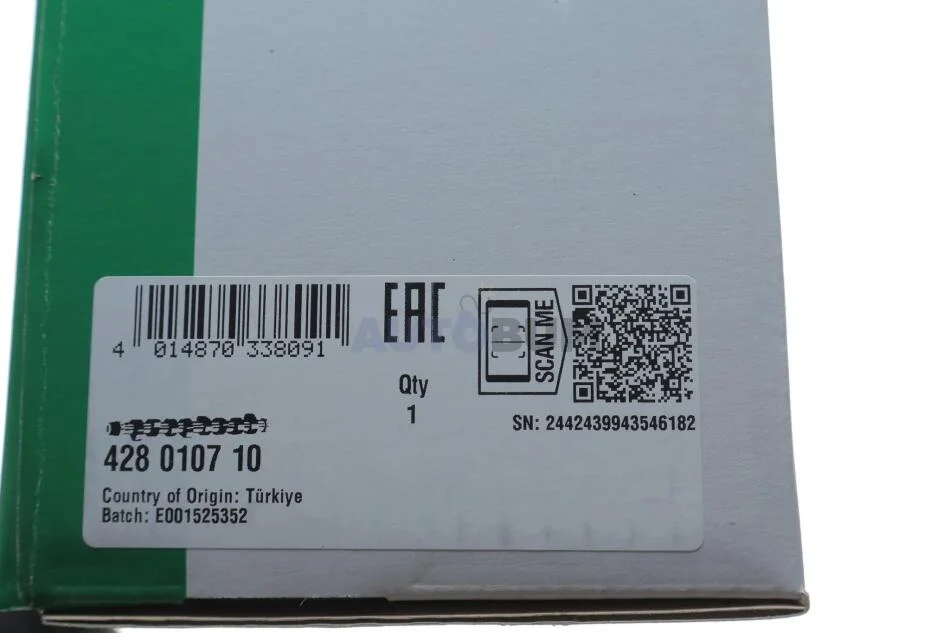 4 014870 338091
EAC
SCAN ME
Qty
1
SN: 2442439943546182
428 0107 10
Country of Origin: Türkiye
Batch: E001525352